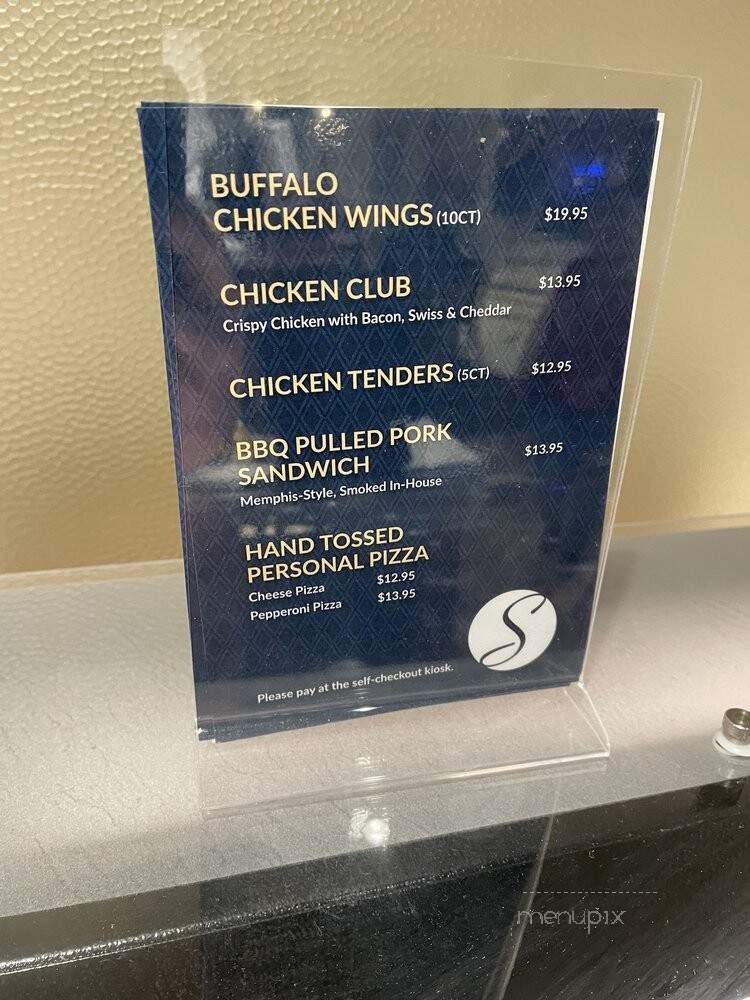 BUFFALO
CHICKEN WINGS (10CT) $19.95
CHICKEN CLUB $13.95
Crispy Chicken with Bacon, Swiss & Cheddar
CHICKEN TENDERS (5CT) $12.95
BBQ PULLED PORK
SANDWICH $13.95
Memphis-Style, Smoked In-House
HAND TOSSED
PERSONAL PIZZA
Cheese Pizza $12.95
Pepperoni Pizza $13.95
S
Please pay at the self-checkout kiosk.
menupix